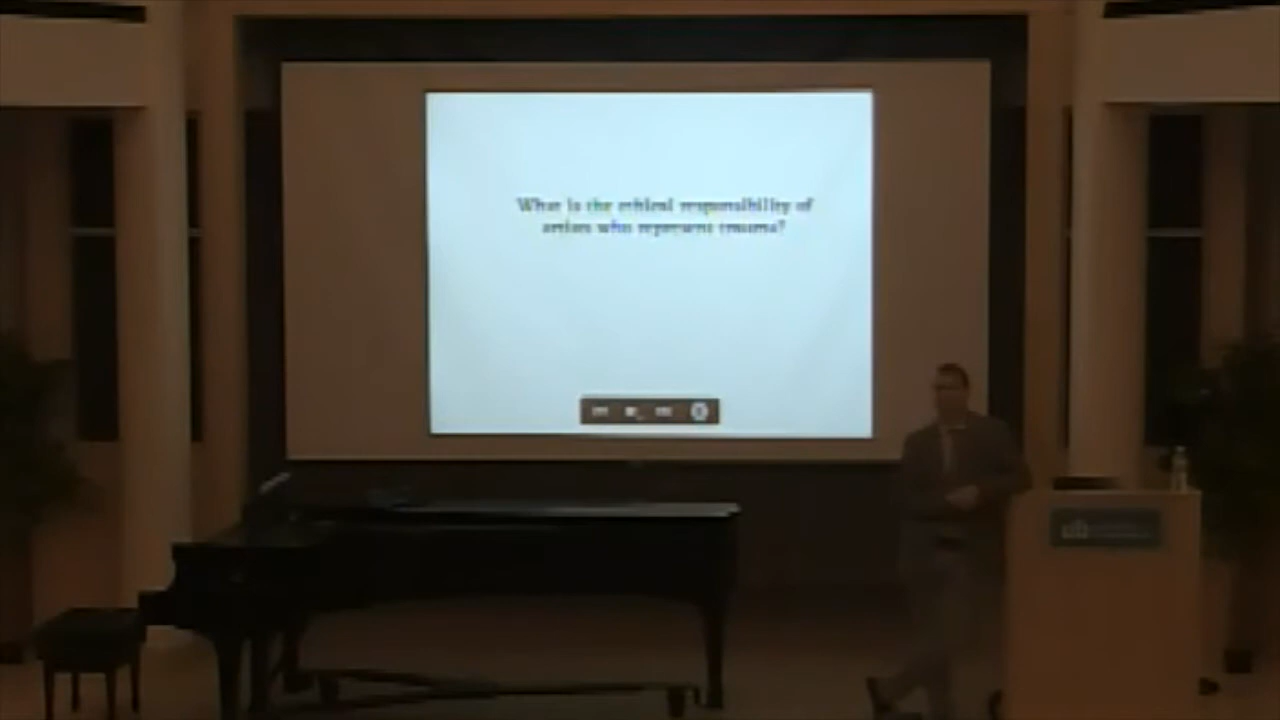 What is the ethical responsibility of
artists who represent trauma?